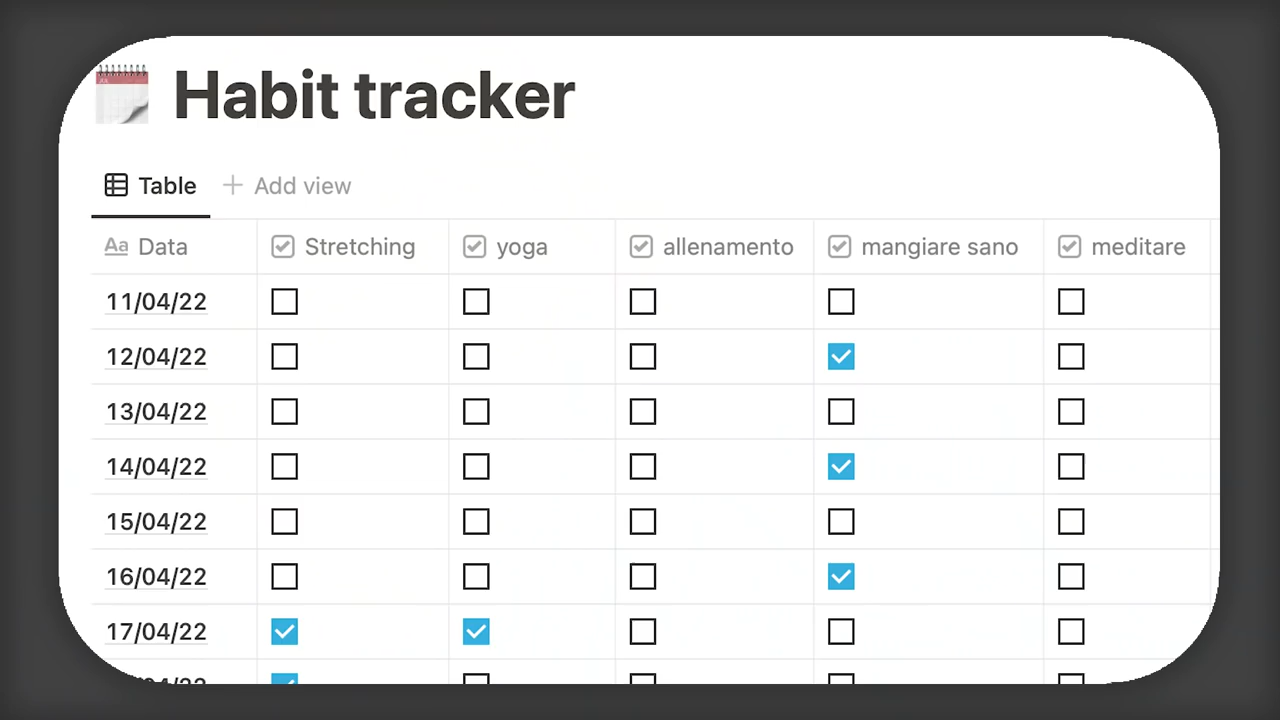 Habit tracker
Table + Add view
Aa Data Stretching yoga allenamento mangiare sano meditare
11/04/22
12/04/22
13/04/22
14/04/22
15/04/22
16/04/22
17/04/22